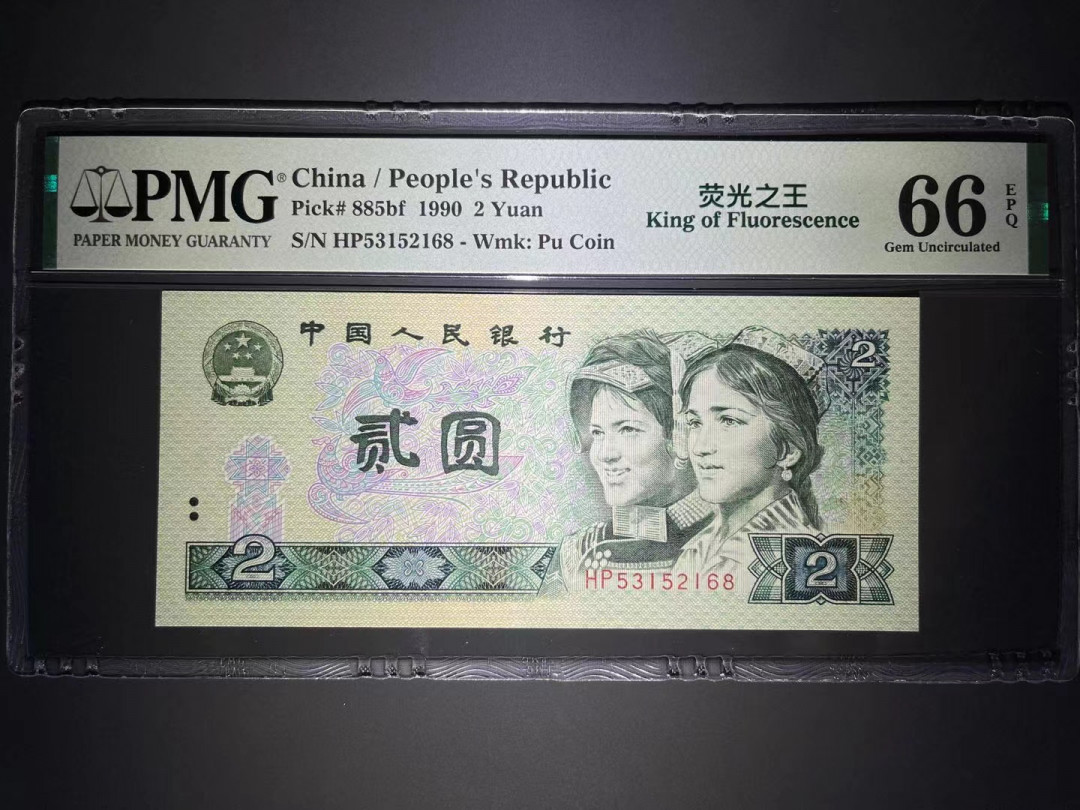 PMG®
PAPER MONEY GUARANTY
China / People's Republic
Pick# 885bf 1990 2 Yuan
S/N HP53152168 - Wmk: Pu Coin
荧光之王
King of Fluorescence
66
EPQ
Gem Uncirculated
中国人民银行
贰圆
2
2
HP53152168
2